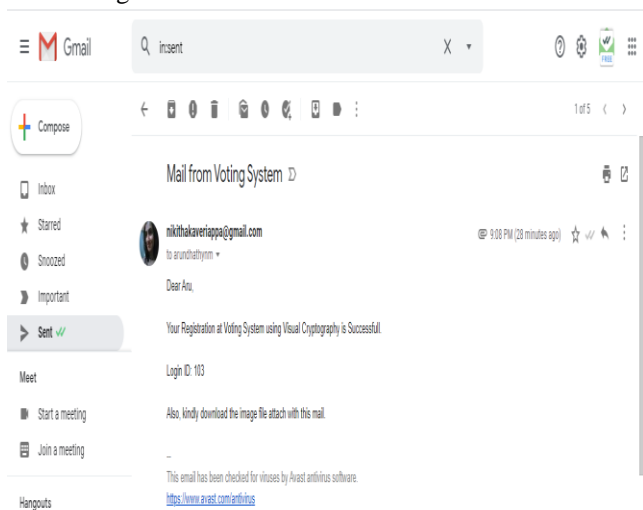 Gmail
in:sent
FREE
Compose
1 of 5
Mail from Voting System
Inbox
Starred
Snoozed
Important
Sent
nikithakaveriappa@gmail.com
9:08 PM (28 minutes ago)
to arundhathynm
Dear Aru,
Your Registration at Voting System using Visual Cryptography is Successfull.
Login ID: 103
Also, kindly download the image file attach with this mail.
Meet
Start a meeting
Join a meeting
--
This email has been checked for viruses by Avast antivirus software.
https://www.avast.com/antivirus
Hangouts